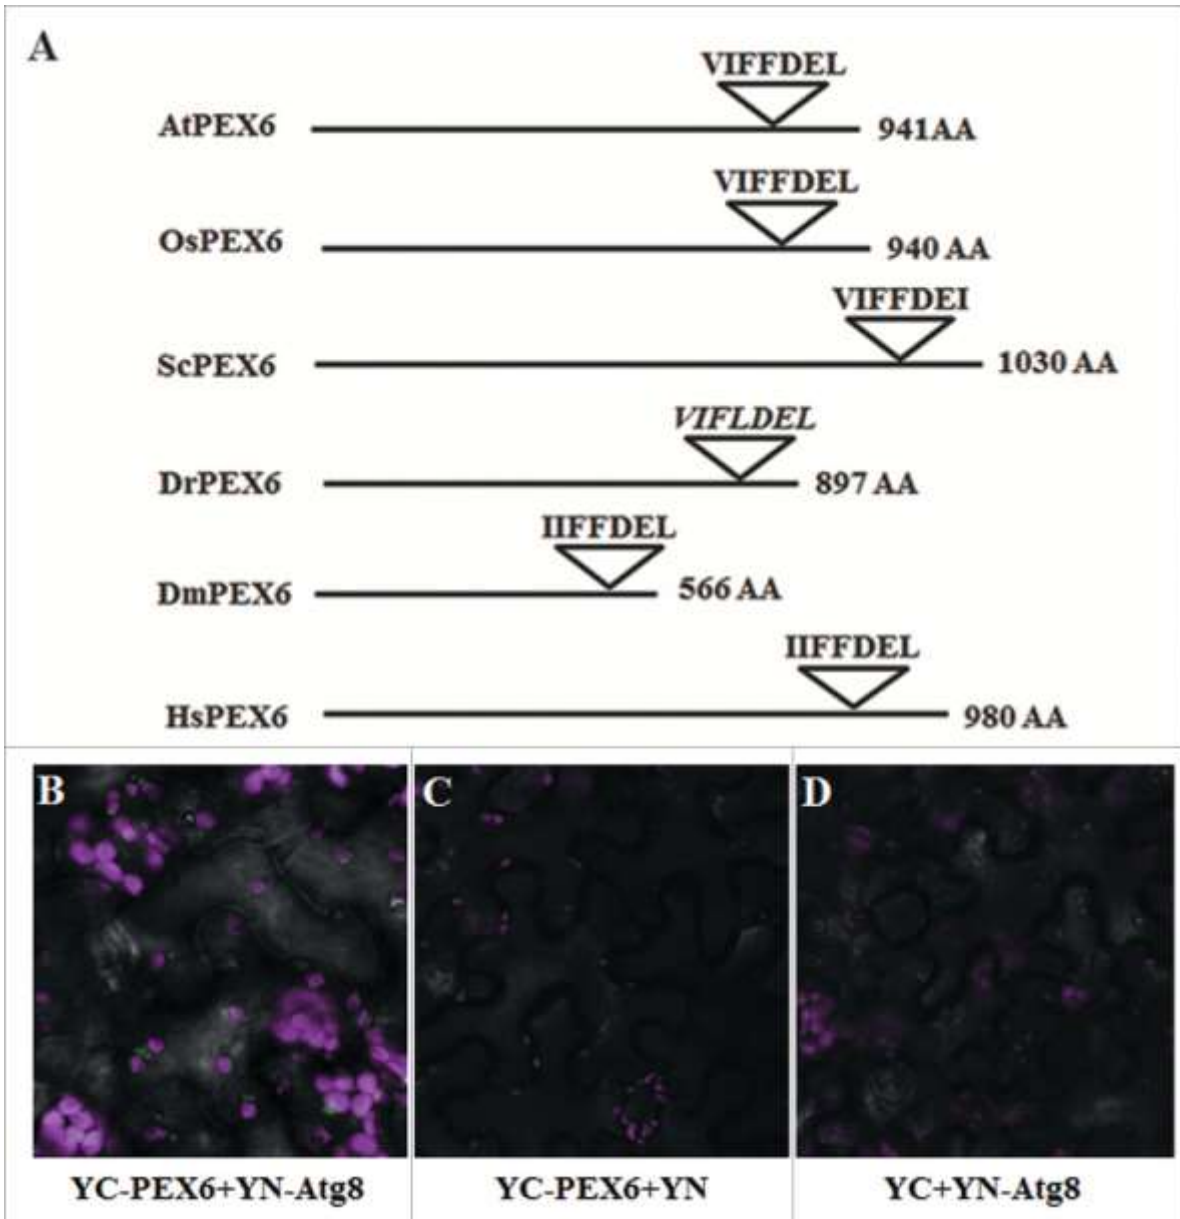 A
VIFFDEL
AtPEX6 941AA
VIFFDEL
OsPEX6 940 AA
VIFFDEI
ScPEX6 1030 AA
VIFLDEL
DrPEX6 897 AA
IIFFDEL
DmPEX6 566 AA
IIFFDEL
HsPEX6 980 AA
B C D
YC-PEX6+YN-Atg8 YC-PEX6+YN YC+YN-Atg8